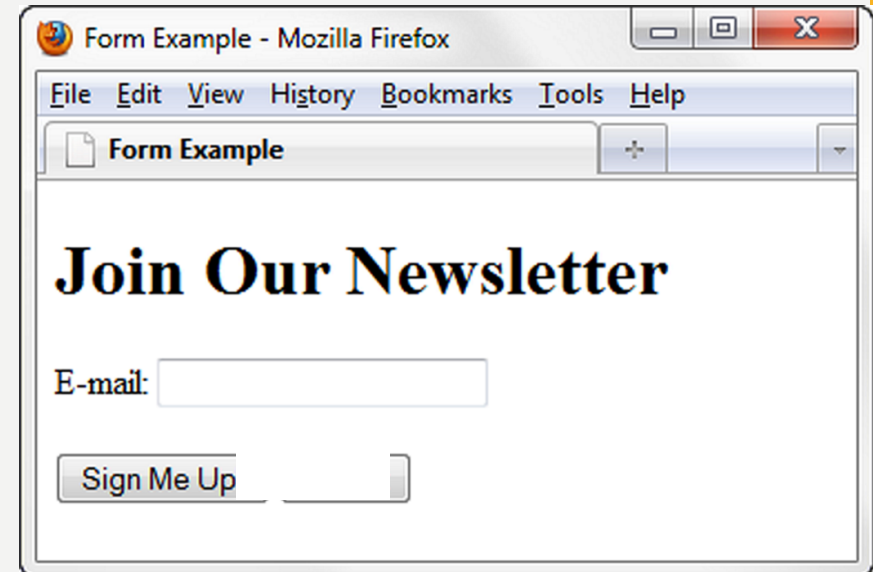 Form Example - Mozilla Firefox
File Edit View History Bookmarks Tools Help
Form Example
Join Our Newsletter
E-mail:
Sign Me Up